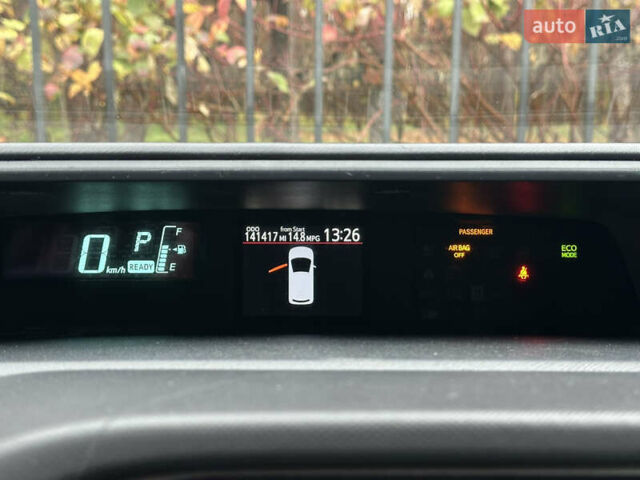 auto RIA
.com
ODO from Start
141417 MI 14.8 MPG 13:26
0 km/h P READY F E
PASSENGER
AIR BAG
OFF
ECO
MODE